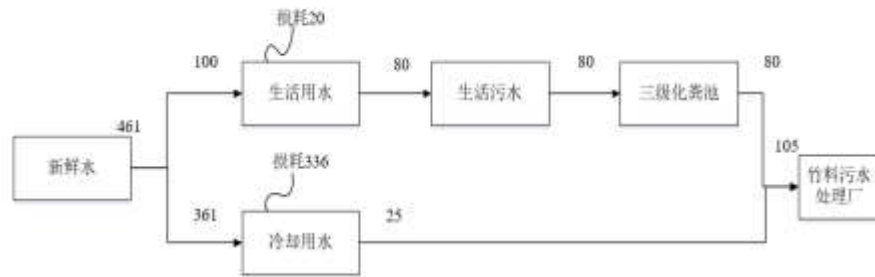 损耗20
100
生活用水
80
生活污水
80
三级化粪池
80
461
新鲜水
损耗336
361
冷却用水
25
105
竹料污水
处理厂